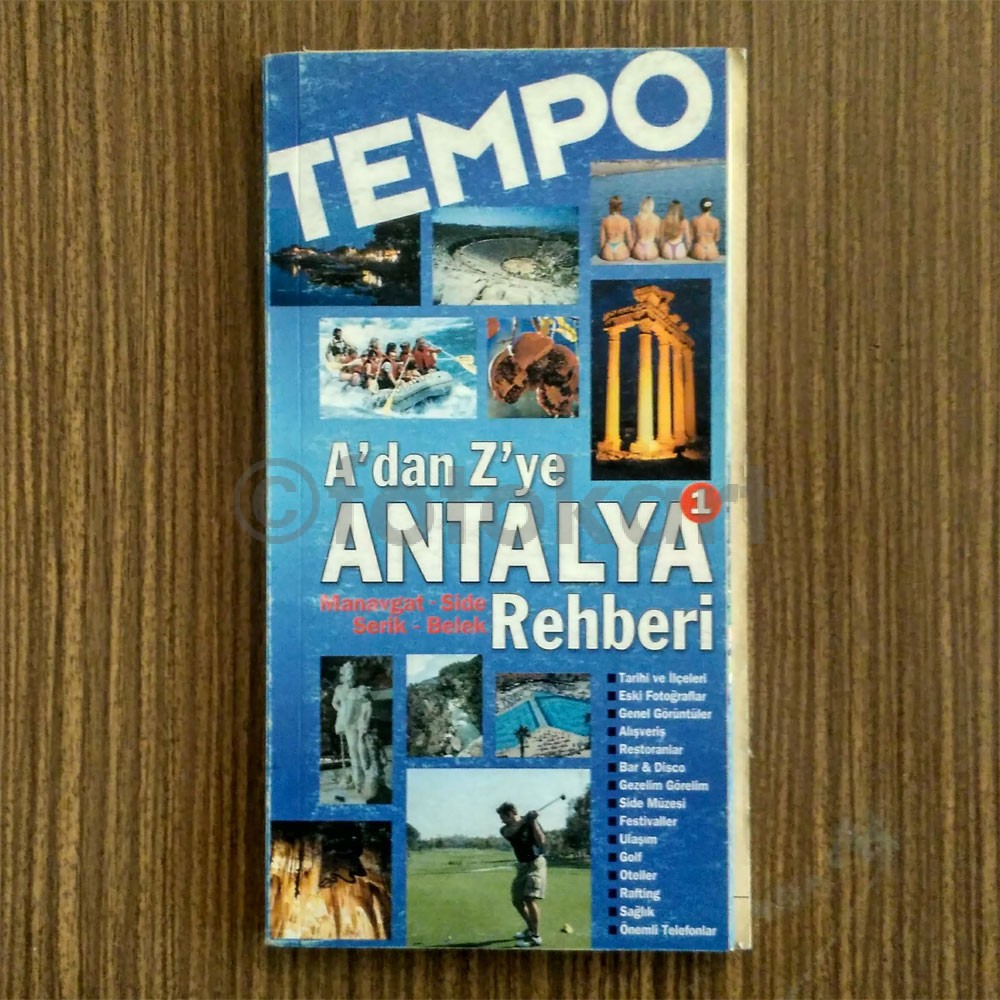 TEMPO
A'dan Z'ye
ANTALYA 1
Manavgat - Side
Serik - Belek
Rehberi
Tarihi ve İlçeleri
Eski Fotoğraflar
Genel Görüntüler
Alışveriş
Restoranlar
Bar & Disco
Gezelim Görelim
Side Müzesi
Festivaller
Ulaşım
Golf
Oteller
Rafting
Sağlık
Önemli Telefonlar
© fotokart